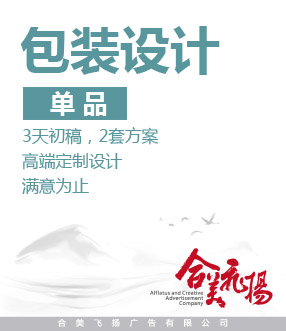 包装设计
单品
3天初稿，2套方案
高端定制设计
满意为止
合美飞扬
Afflatus and Creative
Advertisement
Company
合美飞扬广告有限公司